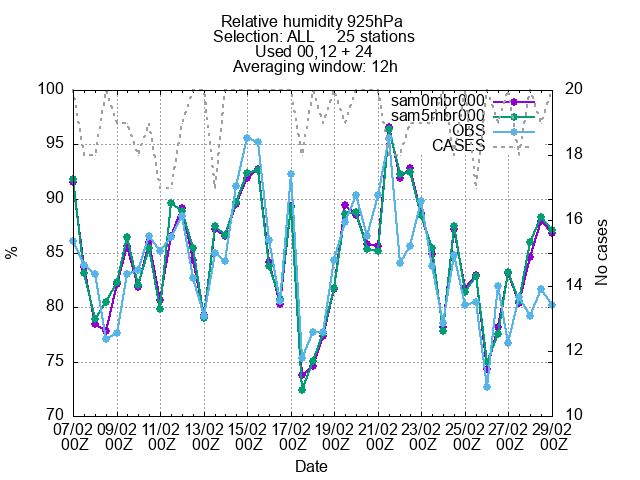 Relative humidity 925hPa
Selection: ALL 25 stations
Used 00,12 + 24
Averaging window: 12h
100 20
sam0mbr000
sam5mbr000
OBS
CASES
95 18
90 16
85
14
80
75 12
70 10
%
No cases
07/02 09/02 11/02 13/02 15/02 17/02 19/02 21/02 23/02 25/02 27/02 29/02
00Z 00Z 00Z 00Z 00Z 00Z 00Z 00Z 00Z 00Z 00Z 00Z
Date